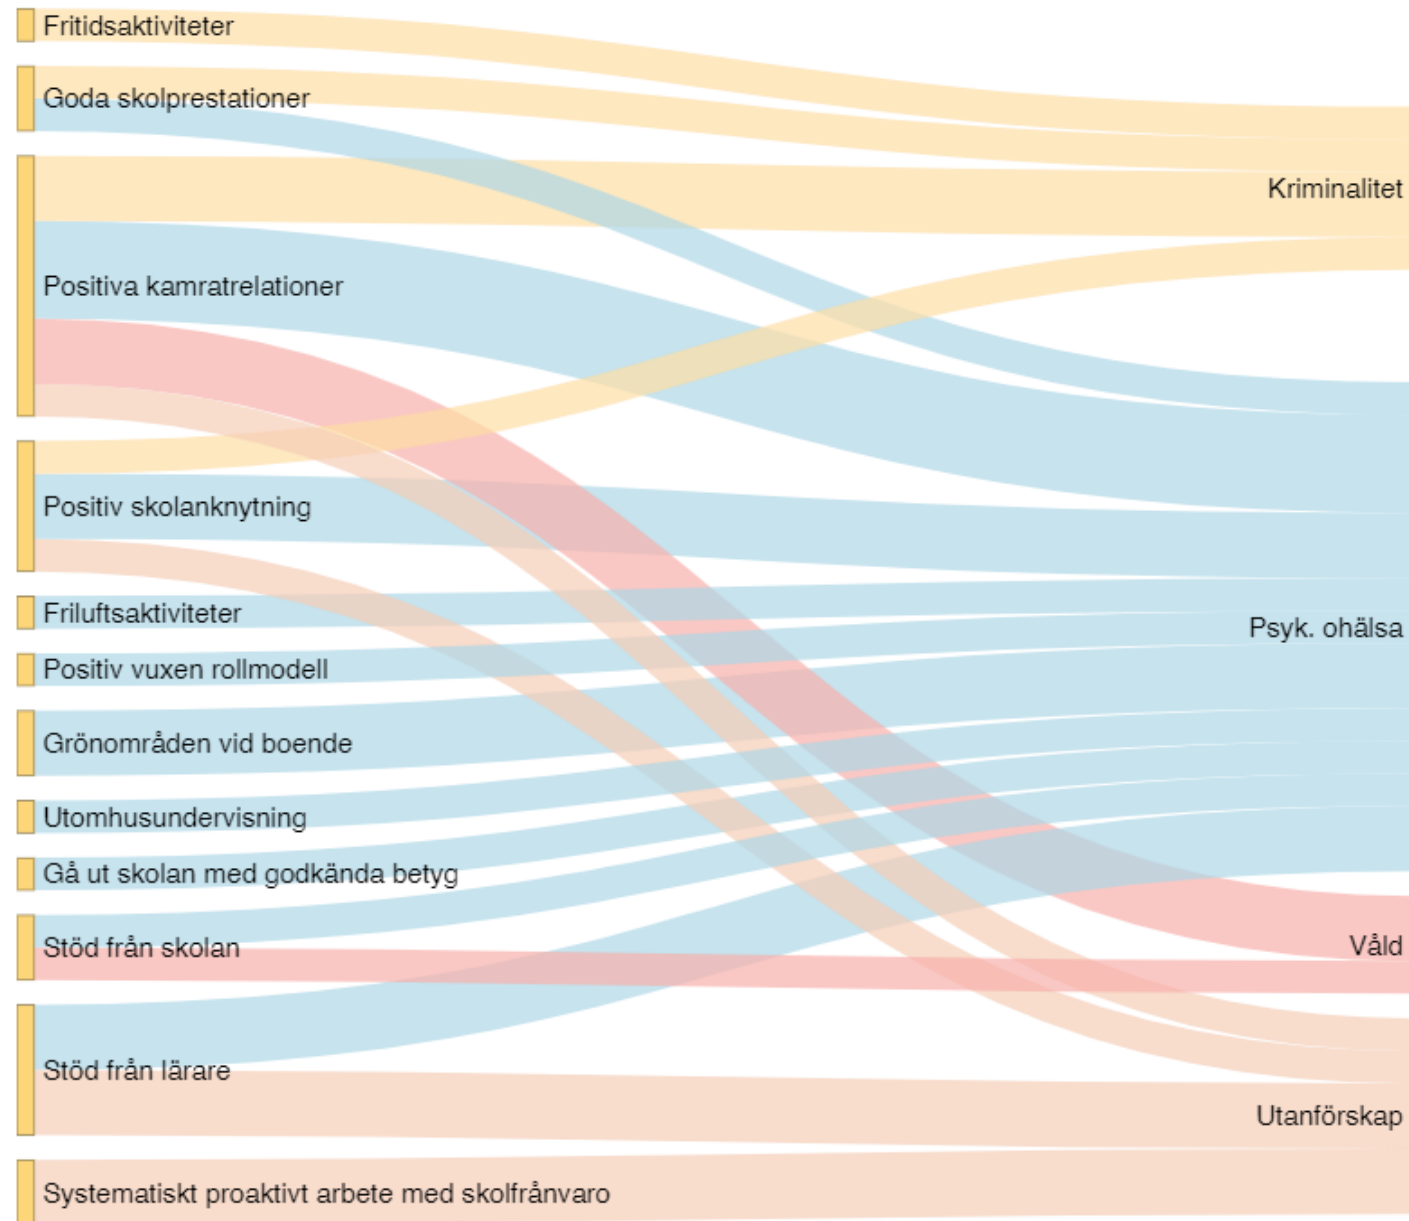 Fritidsaktiviteter
Goda skolprestationer
Kriminalitet
Positiva kamratrelationer
Positiv skolanknytning
Friluftsaktiviteter
Psyk. ohälsa
Positiv vuxen rollmodell
Grönområden vid boende
Utomhusundervisning
Gå ut skolan med godkända betyg
Stöd från skolan
Våld
Stöd från lärare
Utanförskap
Systematiskt proaktivt arbete med skolfrånvaro